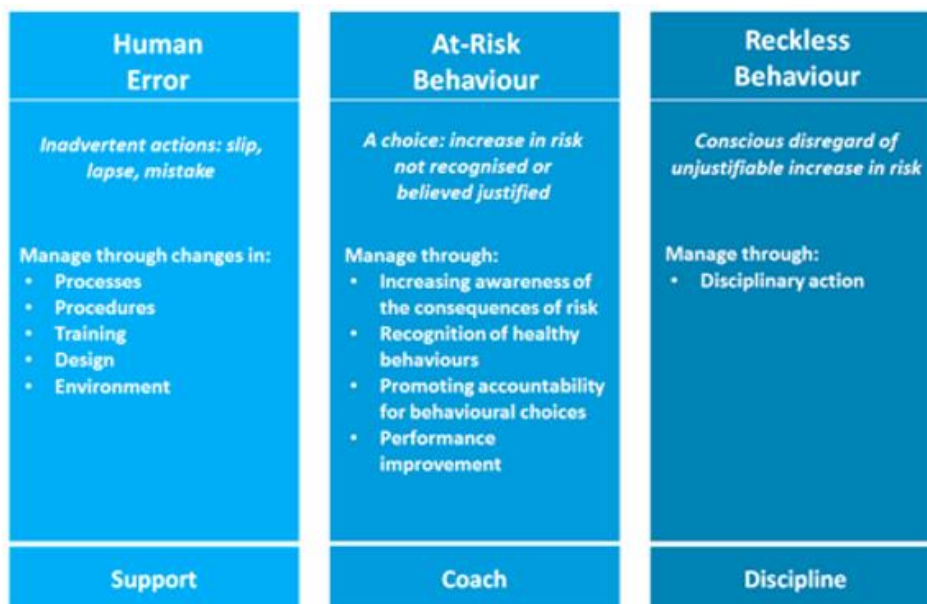 Human
Error
Inadvertent actions: slip,
lapse, mistake
Manage through changes in:
• Processes
• Procedures
• Training
• Design
• Environment
Support
At-Risk
Behaviour
A choice: increase in risk
not recognised or
believed justified
Manage through:
• Increasing awareness of
the consequences of risk
• Recognition of healthy
behaviours
• Promoting accountability
for behavioural choices
• Performance
improvement
Coach
Reckless
Behaviour
Conscious disregard of
unjustifiable increase in risk
Manage through:
• Disciplinary action
Discipline